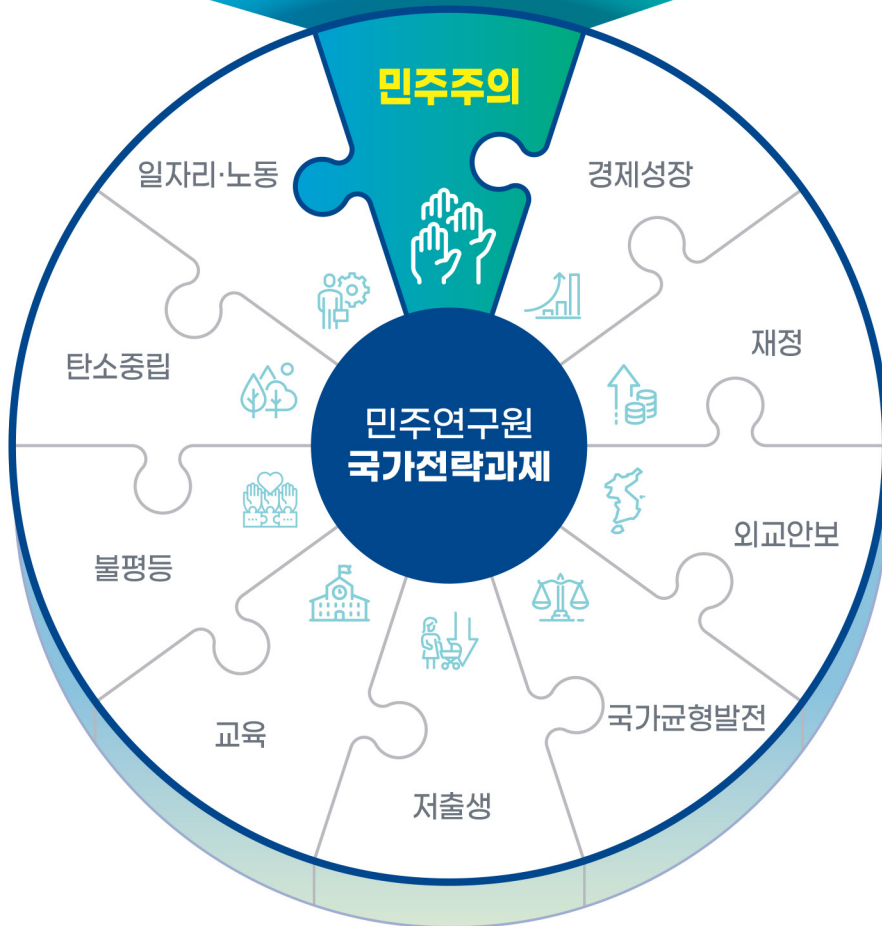 민주주의
경제성장
재정
외교안보
국가균형발전
저출생
교육
불평등
탄소중립
일자리·노동
민주연구원
국가전략과제